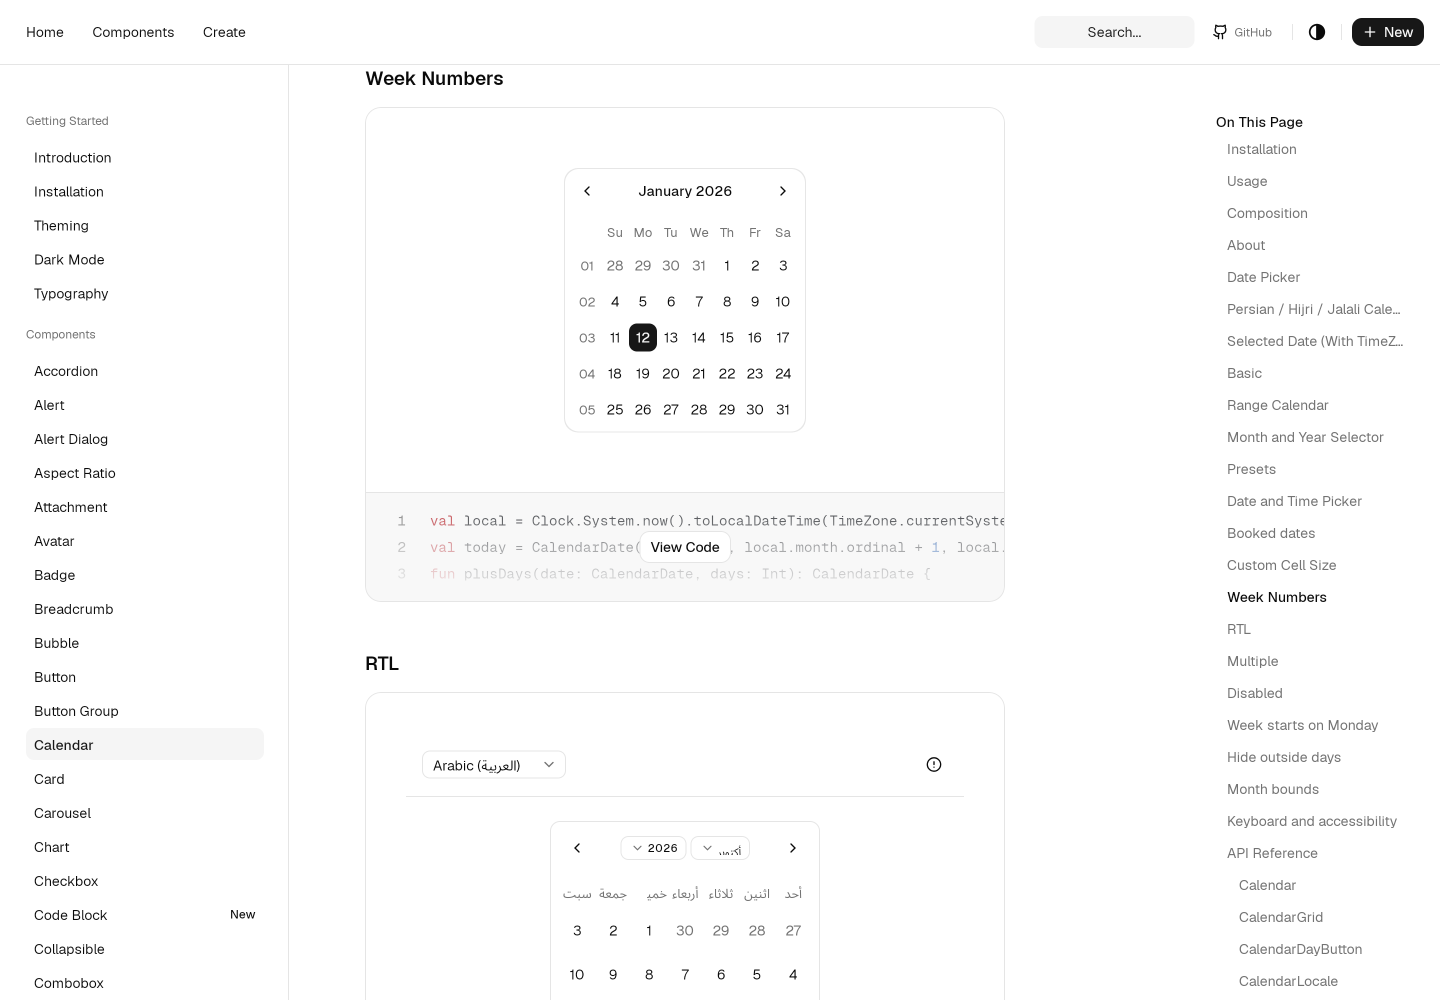 Home Components Create Search... GitHub New
Getting Started
Introduction
Installation
Theming
Dark Mode
Typography
Components
Accordion
Alert
Alert Dialog
Aspect Ratio
Attachment
Avatar
Badge
Breadcrumb
Bubble
Button
Button Group
Calendar
Card
Carousel
Chart
Checkbox
Code Block New
Collapsible
Combobox
Week Numbers
January 2026
Su Mo Tu We Th Fr Sa
01 28 29 30 31 1 2 3
02 4 5 6 7 8 9 10
03 11 12 13 14 15 16 17
04 18 19 20 21 22 23 24
05 25 26 27 28 29 30 31
1 val local = Clock.System.now().toLocalDateTime(TimeZone.currentSyste
2 val today = CalendarDate( , local.month.ordinal + 1, local.
View Code
3 fun plusDays(date: CalendarDate, days: Int): CalendarDate {
RTL
Arabic (العربية)
2026 أكتوبر
أحد اثنين ثلاثاء أربعاء خمي جمعة سبت
3 2 1 30 29 28 27
10 9 8 7 6 5 4
On This Page
Installation
Usage
Composition
About
Date Picker
Persian / Hijri / Jalali Cale...
Selected Date (With TimeZ...
Basic
Range Calendar
Month and Year Selector
Presets
Date and Time Picker
Booked dates
Custom Cell Size
Week Numbers
RTL
Multiple
Disabled
Week starts on Monday
Hide outside days
Month bounds
Keyboard and accessibility
API Reference
Calendar
CalendarGrid
CalendarDayButton
CalendarLocale